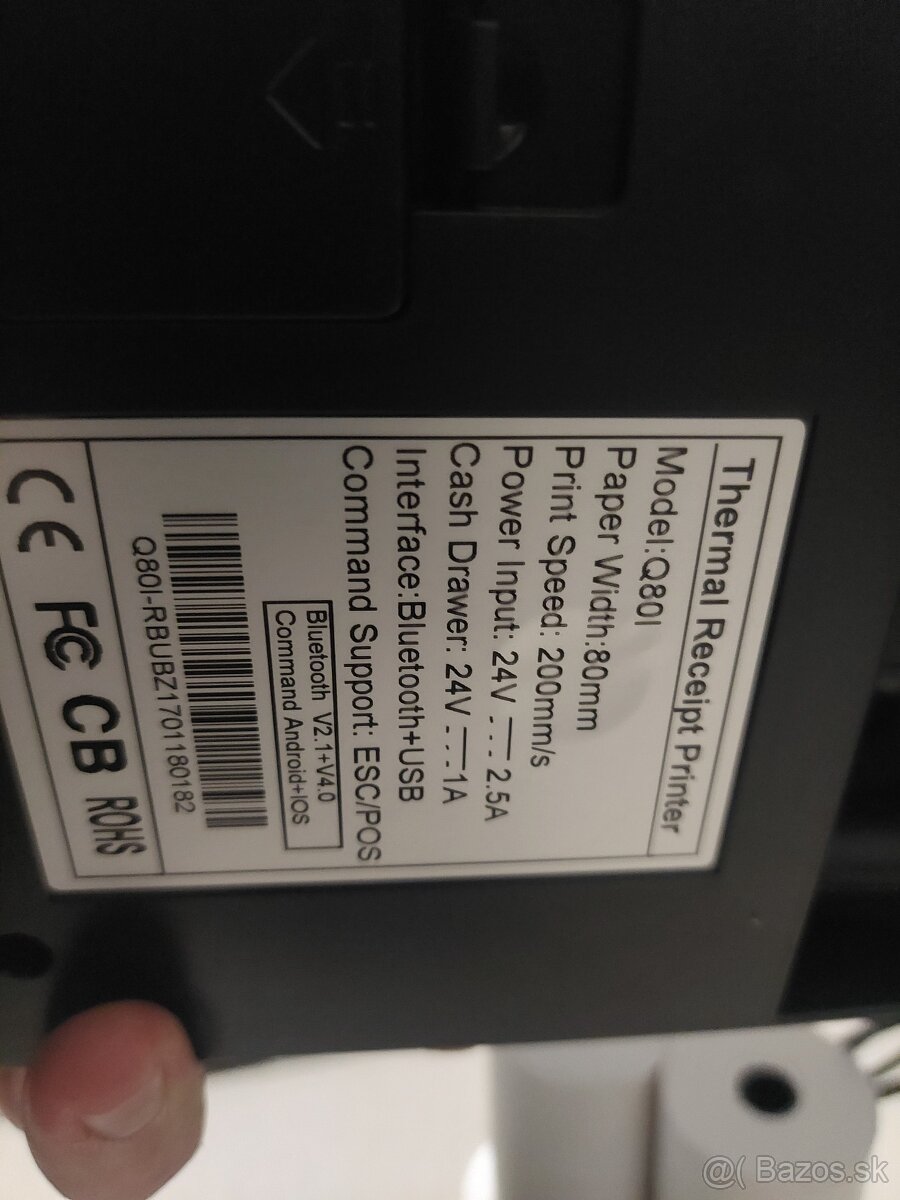 Thermal Receipt Printer
Model:Q80I
Paper Width:80mm
Print Speed: 200mm/s
Power Input: 24V⎓2.5A
Cash Drawer: 24V⎓1A
Interface:Bluetooth+USB
Command Support: ESC/POS
Bluetooth V2.1+V4.0
Command Android+IOS
Q80I-RBUBZ1701180182
CE FC CB ROHS
@( Bazos.sk